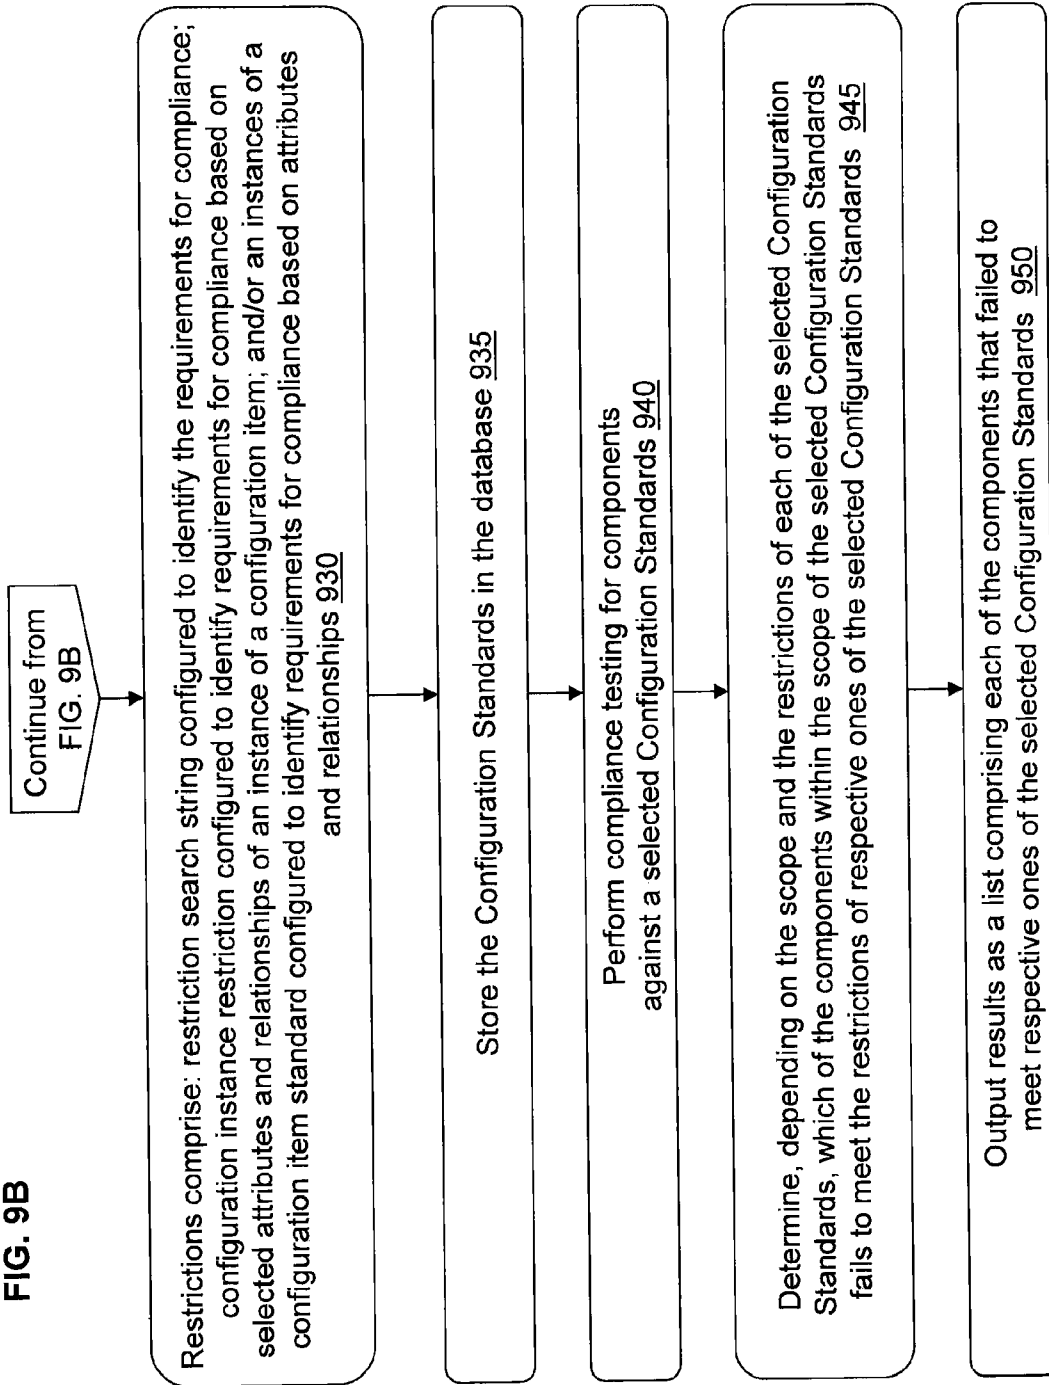 FIG. 9B
Continue from
FIG. 9B
Restrictions comprise: restriction search string configured to identify the requirements for compliance;
configuration instance restriction configured to identify requirements for compliance based on
selected attributes and relationships of an instance of a configuration item; and/or an instances of a
configuration item standard configured to identify requirements for compliance based on attributes
and relationships 930
Store the Configuration Standards in the database 935
Perform compliance testing for components
against a selected Configuration Standards 940
Determine, depending on the scope and the restrictions of each of the selected Configuration
Standards, which of the components within the scope of the selected Configuration Standards
fails to meet the restrictions of respective ones of the selected Configuration Standards 945
Output results as a list comprising each of the components that failed to
meet respective ones of the selected Configuration Standards 950